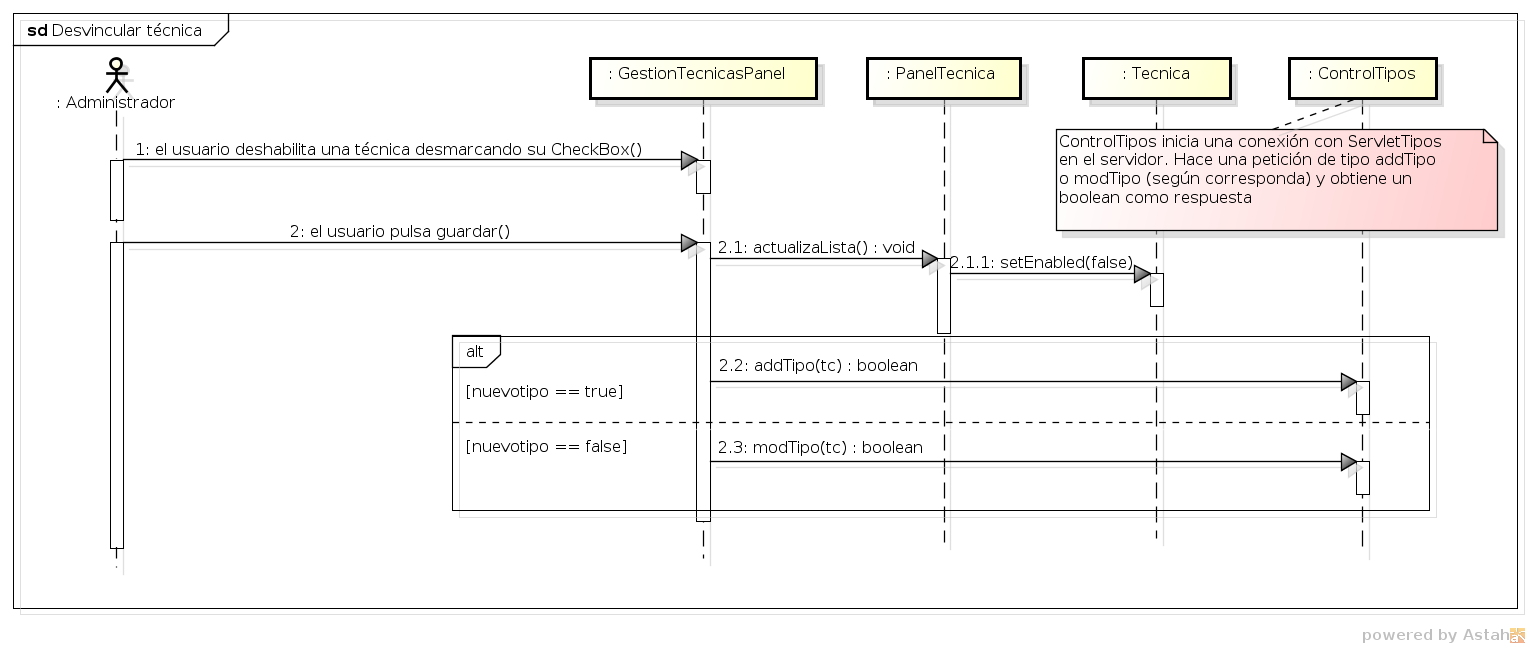 sd Desvincular técnica
: Administrador
: GestionTecnicasPanel
: PanelTecnica
: Tecnica
: ControlTipos
ControlTipos inicia una conexión con ServletTipos
en el servidor. Hace una petición de tipo addTipo
o modTipo (según corresponda) y obtiene un
boolean como respuesta
1: el usuario deshabilita una técnica desmarcando su CheckBox()
2: el usuario pulsa guardar()
2.1: actualizaLista() : void
2.1.1: setEnabled(false)
alt
2.2: addTipo(tc) : boolean
[nuevotipo == true]
[nuevotipo == false]
2.3: modTipo(tc) : boolean
powered by Astah